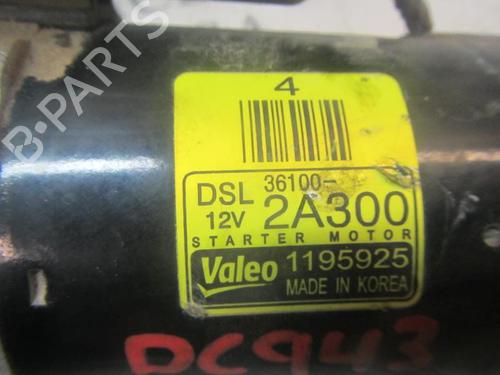 B-PARTS
4
DSL 36100-
12V 2A300
STARTER MOTOR
Valeo 1195925
MADE IN KOREA
DC943